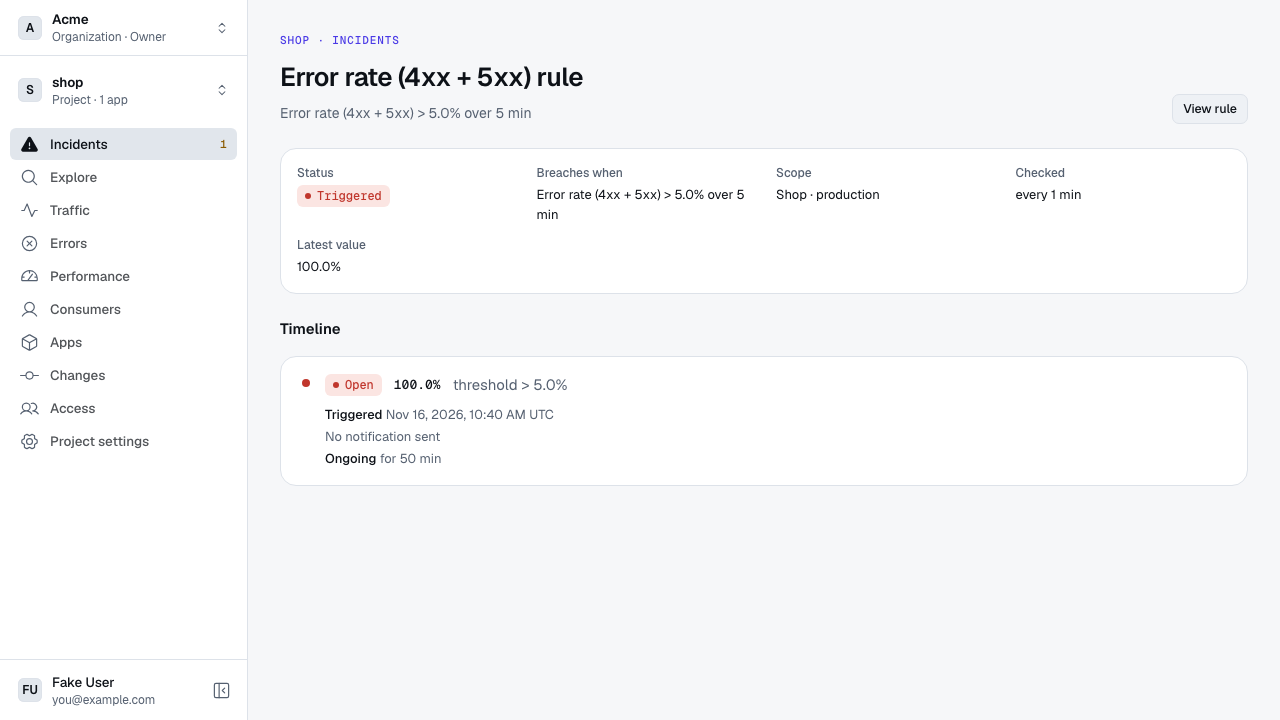 A
Acme
Organization · Owner
S
shop
Project · 1 app
Incidents
1
Explore
Traffic
Errors
Performance
Consumers
Apps
Changes
Access
Project settings
FU
Fake User
you@example.com
SHOP · INCIDENTS
Error rate (4xx + 5xx) rule
Error rate (4xx + 5xx) > 5.0% over 5 min
View rule
Status
Triggered
Breaches when
Error rate (4xx + 5xx) > 5.0% over 5
min
Scope
Shop · production
Checked
every 1 min
Latest value
100.0%
Timeline
Open 100.0% threshold > 5.0%
Triggered Nov 16, 2026, 10:40 AM UTC
No notification sent
Ongoing for 50 min